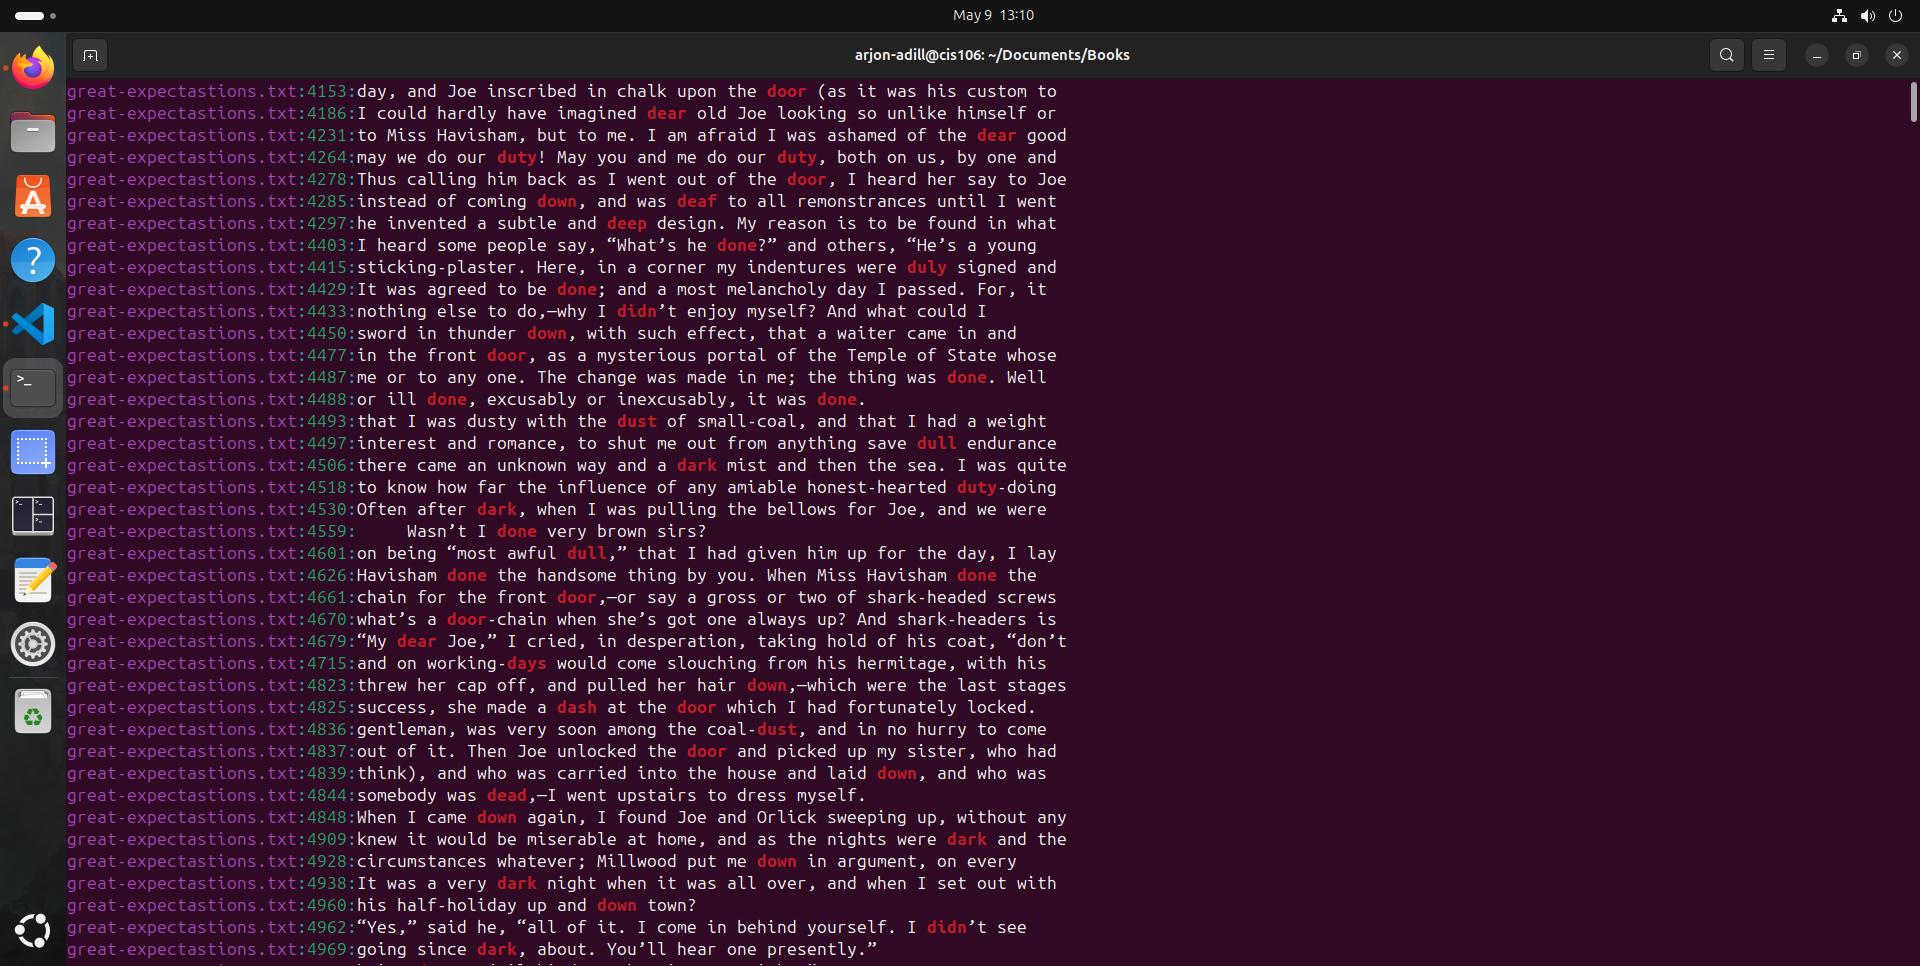 May 9 13:10
arjon-adill@cis106: ~/Documents/Books
great-expectastions.txt:4153:day, and Joe inscribed in chalk upon the door (as it was his custom to
great-expectastions.txt:4186:I could hardly have imagined dear old Joe looking so unlike himself or
great-expectastions.txt:4231:to Miss Havisham, but to me. I am afraid I was ashamed of the dear good
great-expectastions.txt:4264:may we do our duty! May you and me do our duty, both on us, by one and
great-expectastions.txt:4278:Thus calling him back as I went out of the door, I heard her say to Joe
great-expectastions.txt:4285:instead of coming down, and was deaf to all remonstrances until I went
great-expectastions.txt:4297:he invented a subtle and deep design. My reason is to be found in what
great-expectastions.txt:4403:I heard some people say, “What’s he done?” and others, “He’s a young
great-expectastions.txt:4415:sticking-plaster. Here, in a corner my indentures were duly signed and
great-expectastions.txt:4429:It was agreed to be done; and a most melancholy day I passed. For, it
great-expectastions.txt:4433:nothing else to do,—why I didn’t enjoy myself? And what could I
great-expectastions.txt:4450:sword in thunder down, with such effect, that a waiter came in and
great-expectastions.txt:4477:in the front door, as a mysterious portal of the Temple of State whose
great-expectastions.txt:4487:me or to any one. The change was made in me; the thing was done. Well
great-expectastions.txt:4488:or ill done, excusably or inexcusably, it was done.
great-expectastions.txt:4493:that I was dusty with the dust of small-coal, and that I had a weight
great-expectastions.txt:4497:interest and romance, to shut me out from anything save dull endurance
great-expectastions.txt:4506:there came an unknown way and a dark mist and then the sea. I was quite
great-expectastions.txt:4518:to know how far the influence of any amiable honest-hearted duty-doing
great-expectastions.txt:4530:Often after dark, when I was pulling the bellows for Joe, and we were
great-expectastions.txt:4559:     Wasn’t I done very brown sirs?
great-expectastions.txt:4601:on being “most awful dull,” that I had given him up for the day, I lay
great-expectastions.txt:4626:Havisham done the handsome thing by you. When Miss Havisham done the
great-expectastions.txt:4661:chain for the front door,—or say a gross or two of shark-headed screws
great-expectastions.txt:4670:what’s a door-chain when she’s got one always up? And shark-headers is
great-expectastions.txt:4679:“My dear Joe,” I cried, in desperation, taking hold of his coat, “don’t
great-expectastions.txt:4715:and on working-days would come slouching from his hermitage, with his
great-expectastions.txt:4823:threw her cap off, and pulled her hair down,—which were the last stages
great-expectastions.txt:4825:success, she made a dash at the door which I had fortunately locked.
great-expectastions.txt:4836:gentleman, was very soon among the coal-dust, and in no hurry to come
great-expectastions.txt:4837:out of it. Then Joe unlocked the door and picked up my sister, who had
great-expectastions.txt:4839:think), and who was carried into the house and laid down, and who was
great-expectastions.txt:4844:somebody was dead,—I went upstairs to dress myself.
great-expectastions.txt:4848:When I came down again, I found Joe and Orlick sweeping up, without any
great-expectastions.txt:4909:knew it would be miserable at home, and as the nights were dark and the
great-expectastions.txt:4928:circumstances whatever; Millwood put me down in argument, on every
great-expectastions.txt:4938:It was a very dark night when it was all over, and when I set out with
great-expectastions.txt:4960:his half-holiday up and down town?
great-expectastions.txt:4962:“Yes,” said he, “all of it. I come in behind yourself. I didn’t see
great-expectastions.txt:4969:going since dark, about. You’ll hear one presently.”